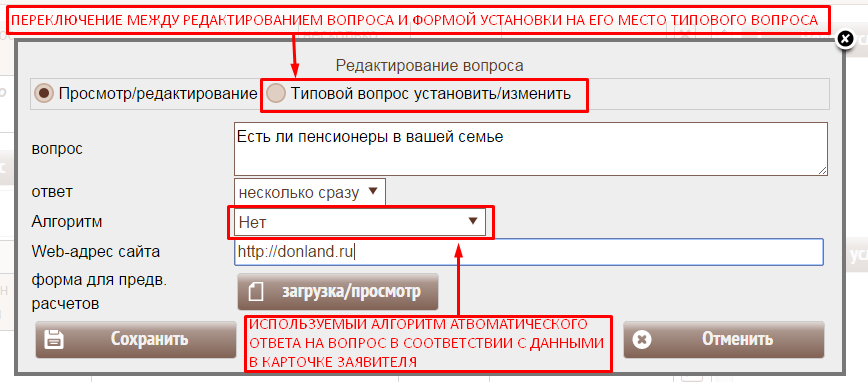 ПЕРЕКЛЮЧЕНИЕ МЕЖДУ РЕДАКТИРОВАНИЕМ ВОПРОСА И ФОРМОЙ УСТАНОВКИ НА ЕГО МЕСТО ТИПОВОГО ВОПРОСА
Редактирование вопроса
Просмотр/редактирование Типовой вопрос установить/изменить
вопрос Есть ли пенсионеры в вашей семье
ответ несколько сразу
Алгоритм Нет
Web-адрес сайта http://donland.ru
форма для предв.
расчетов
загрузка/просмотр
Сохранить
ИСПОЛЬЗУЕМЫЙ АЛГОРИТМ АТВОМАТИЧЕСКОГО
ОТВЕТА НА ВОПРОС В СООТВЕТСТВИИ С ДАННЫМИ
В КАРТОЧКЕ ЗАЯВИТЕЛЯ
Отменить